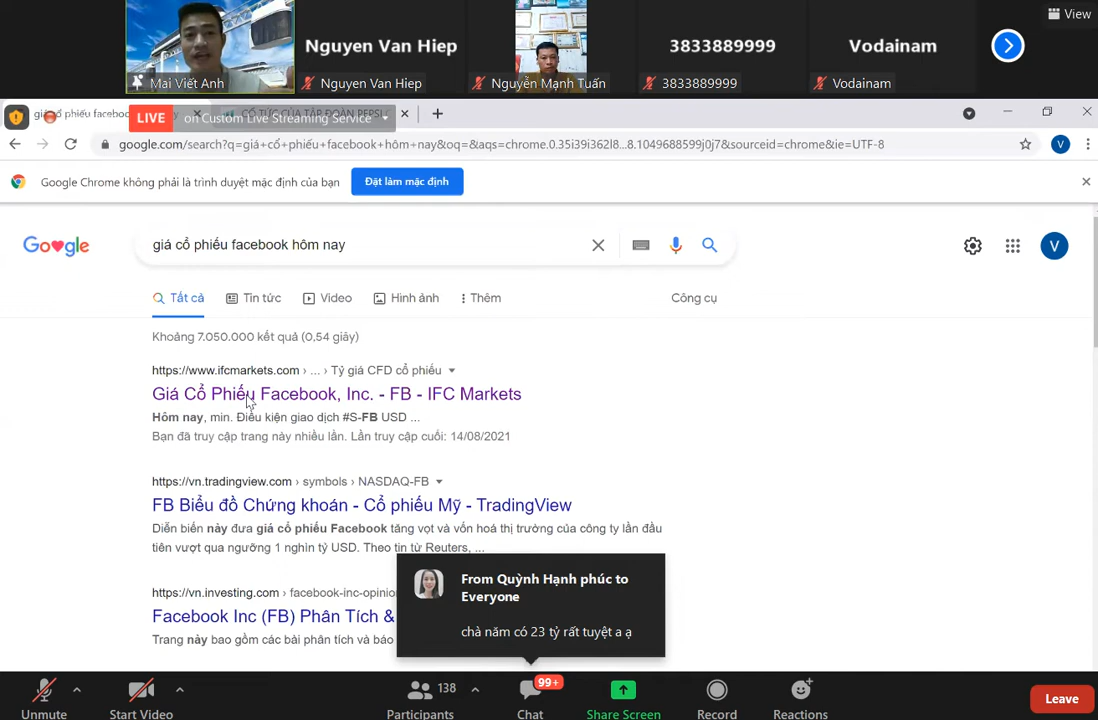 View
Nguyen Van Hiep
3833889999
Vodainam
Mai Viết Anh
Nguyen Van Hiep
Nguyễn Mạnh Tuấn
3833889999
Vodainam
LIVE on Custom Live Streaming Service
google.com/search?q=giá+cổ+phiếu+facebook+hôm+nay&oq=&aqs=chrome.0.35i39i362l8...8.1049688599j0j7&sourceid=chrome&ie=UTF-8
V
Google Chrome không phải là trình duyệt mặc định của bạn
Đặt làm mặc định
Google
giá cổ phiếu facebook hôm nay
V
Tất cả
Tin tức
Video
Hình ảnh
Thêm
Công cụ
Khoảng 7.050.000 kết quả (0,54 giây)
https://www.ifcmarkets.com › ... › Tỷ giá CFD cổ phiếu
Giá Cổ Phiếu Facebook, Inc. - FB - IFC Markets
Hôm nay, min. Điều kiện giao dịch #S-FB USD ...
Bạn đã truy cập trang này nhiều lần. Lần truy cập cuối: 14/08/2021
https://vn.tradingview.com › symbols › NASDAQ-FB
FB Biểu đồ Chứng khoán - Cổ phiếu Mỹ - TradingView
Diễn biến này đưa giá cổ phiếu Facebook tăng vọt và vốn hoá thị trường của công ty lần đầu
tiên vượt qua ngưỡng 1 nghìn tỷ USD. Theo tin từ Reuters, ...
https://vn.investing.com › facebook-inc-opinio
Facebook Inc (FB) Phân Tích &
Trang này bao gồm các bài phân tích và báo
From Quỳnh Hạnh phúc to
Everyone
chà năm có 23 tỷ rất tuyệt a ạ
Unmute
Start Video
138
Participants
99+
Chat
Share Screen
Record
Reactions
Leave